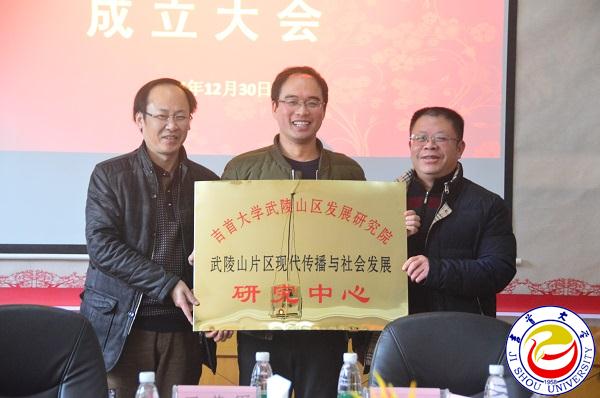 成立大会
年12月30日
吉首大学武陵山区发展研究院
武陵山片区现代传播与社会发展
研究中心
吉首大学
JI SHOU UNIVERSITY
1958